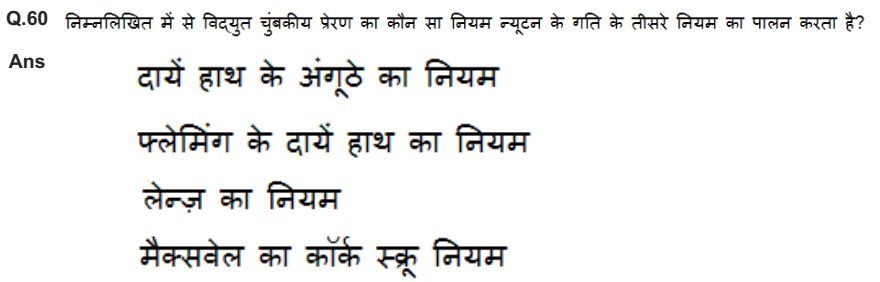 Q.60 निम्नलिखित में से विद्युत चुंबकीय प्रेरण का कौन सा नियम न्यूटन के गति के तीसरे नियम का पालन करता है?
Ans
दायें हाथ के अंगूठे का नियम
फ्लेमिंग के दायें हाथ का नियम
लेन्ज़ का नियम
मैक्सवेल का कॉर्क स्क्रू नियम